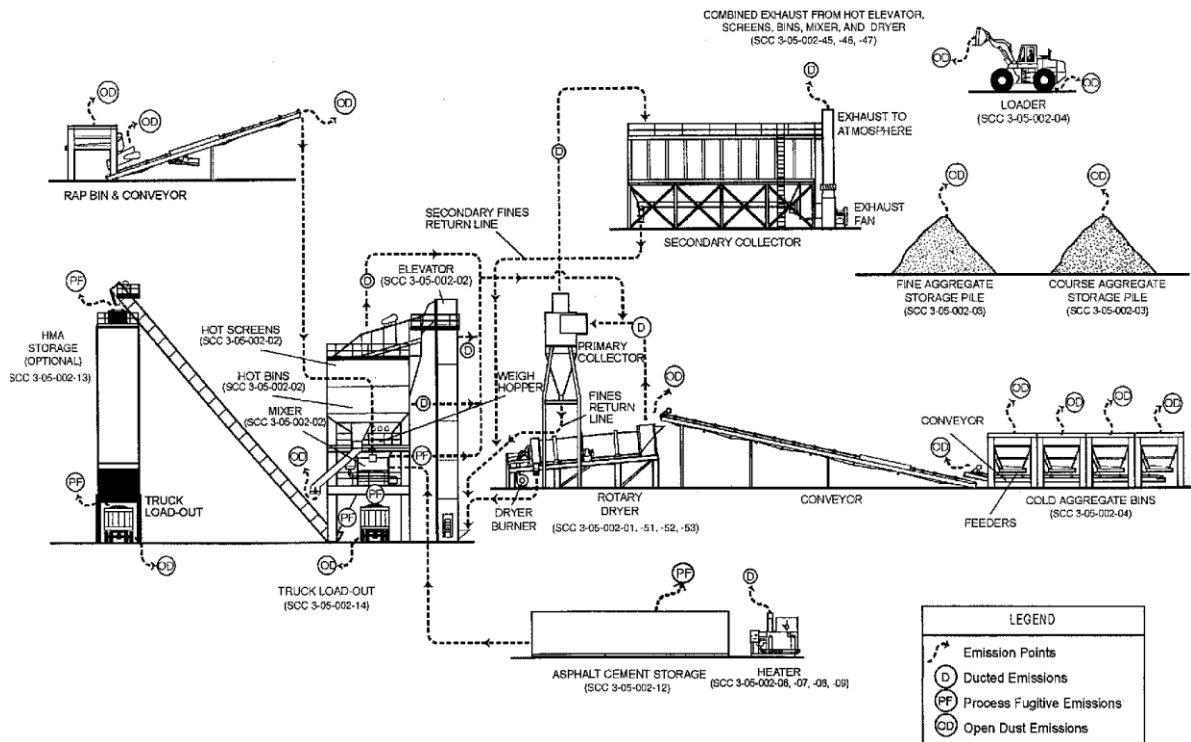 COMBINED EXHAUST FROM HOT ELEVATOR,
SCREENS, BINS, MIXER, AND DRYER
(SCC 3-05-002-45, -46, -47)
OD
OD
LOADER
(SCC 3-05-002-04)
D
EXHAUST TO
ATMOSPHERE
EXHAUST
FAN
D
SECONDARY COLLECTOR
OD
OD
OD
RAP BIN & CONVEYOR
SECONDARY FINES
RETURN LINE
OD
OD
FINE AGGREGATE
STORAGE PILE
(SCC 3-05-002-03)
COURSE AGGREGATE
STORAGE PILE
(SCC 3-05-002-03)
PF
HMA
STORAGE
(OPTIONAL)
SCC 3-05-002-13)
PF
TRUCK
LOAD-OUT
OD
ELEVATOR
(SCC 3-05-002-02)
D
D
HOT SCREENS
(SCC 3-05-002-02)
HOT BINS
(SCC 3-05-002-02)
MIXER
(SCC 3-05-002-02)
D
WEIGH
HOPPER
OD
PF
PF
PF
OD
TRUCK LOAD-OUT
(SCC 3-05-002-14)
D
PRIMARY
COLLECTOR
FINES
RETURN
LINE
OD
DRYER
BURNER
ROTARY
DRYER
(SCC 3-05-002-01, -51, -52, -53)
CONVEYOR
CONVEYOR
OD
OD
OD
OD
OD
FEEDERS
COLD AGGREGATE BINS
(SCC 3-05-002-04)
PF
ASPHALT CEMENT STORAGE
(SCC 3-05-002-12)
D
HEATER
(SCC 3-05-002-06, -07, -08, -09)
LEGEND
Emission Points
D Ducted Emissions
PF Process Fugitive Emissions
OD Open Dust Emissions